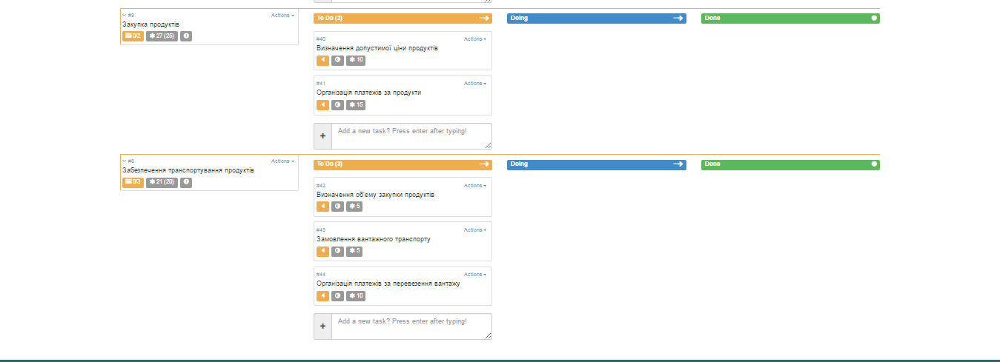 #9 Actions
Закупка продуктів
0/2 27 (25)
To Do (2)
Doing
Done
#40 Actions
Визначення допустимої ціни продуктів
10
#41 Actions
Організація платежів за продукти
15
Add a new task? Press enter after typing!
#8 Actions
Забезпечення транспортування продуктів
0/3 21 (20)
To Do (3)
Doing
Done
#42 Actions
Визначення об'єму закупки продуктів
5
#43 Actions
Замовлення вантажного транспорту
5
#44 Actions
Організація платежів за перевезення вантажу
10
Add a new task? Press enter after typing!